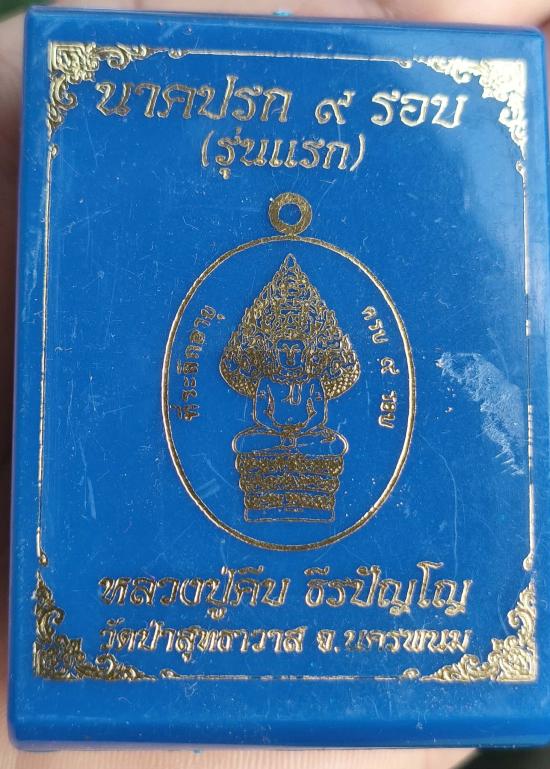 นาคปรก ๙ รอบ
(รุ่นแรก)
ที่ระลึกอายุ
ครบ ๙ รอบ
หลวงปู่คีบ ธีรปัญโญ
วัดป่าสุทธาวาส จ.นครพนม